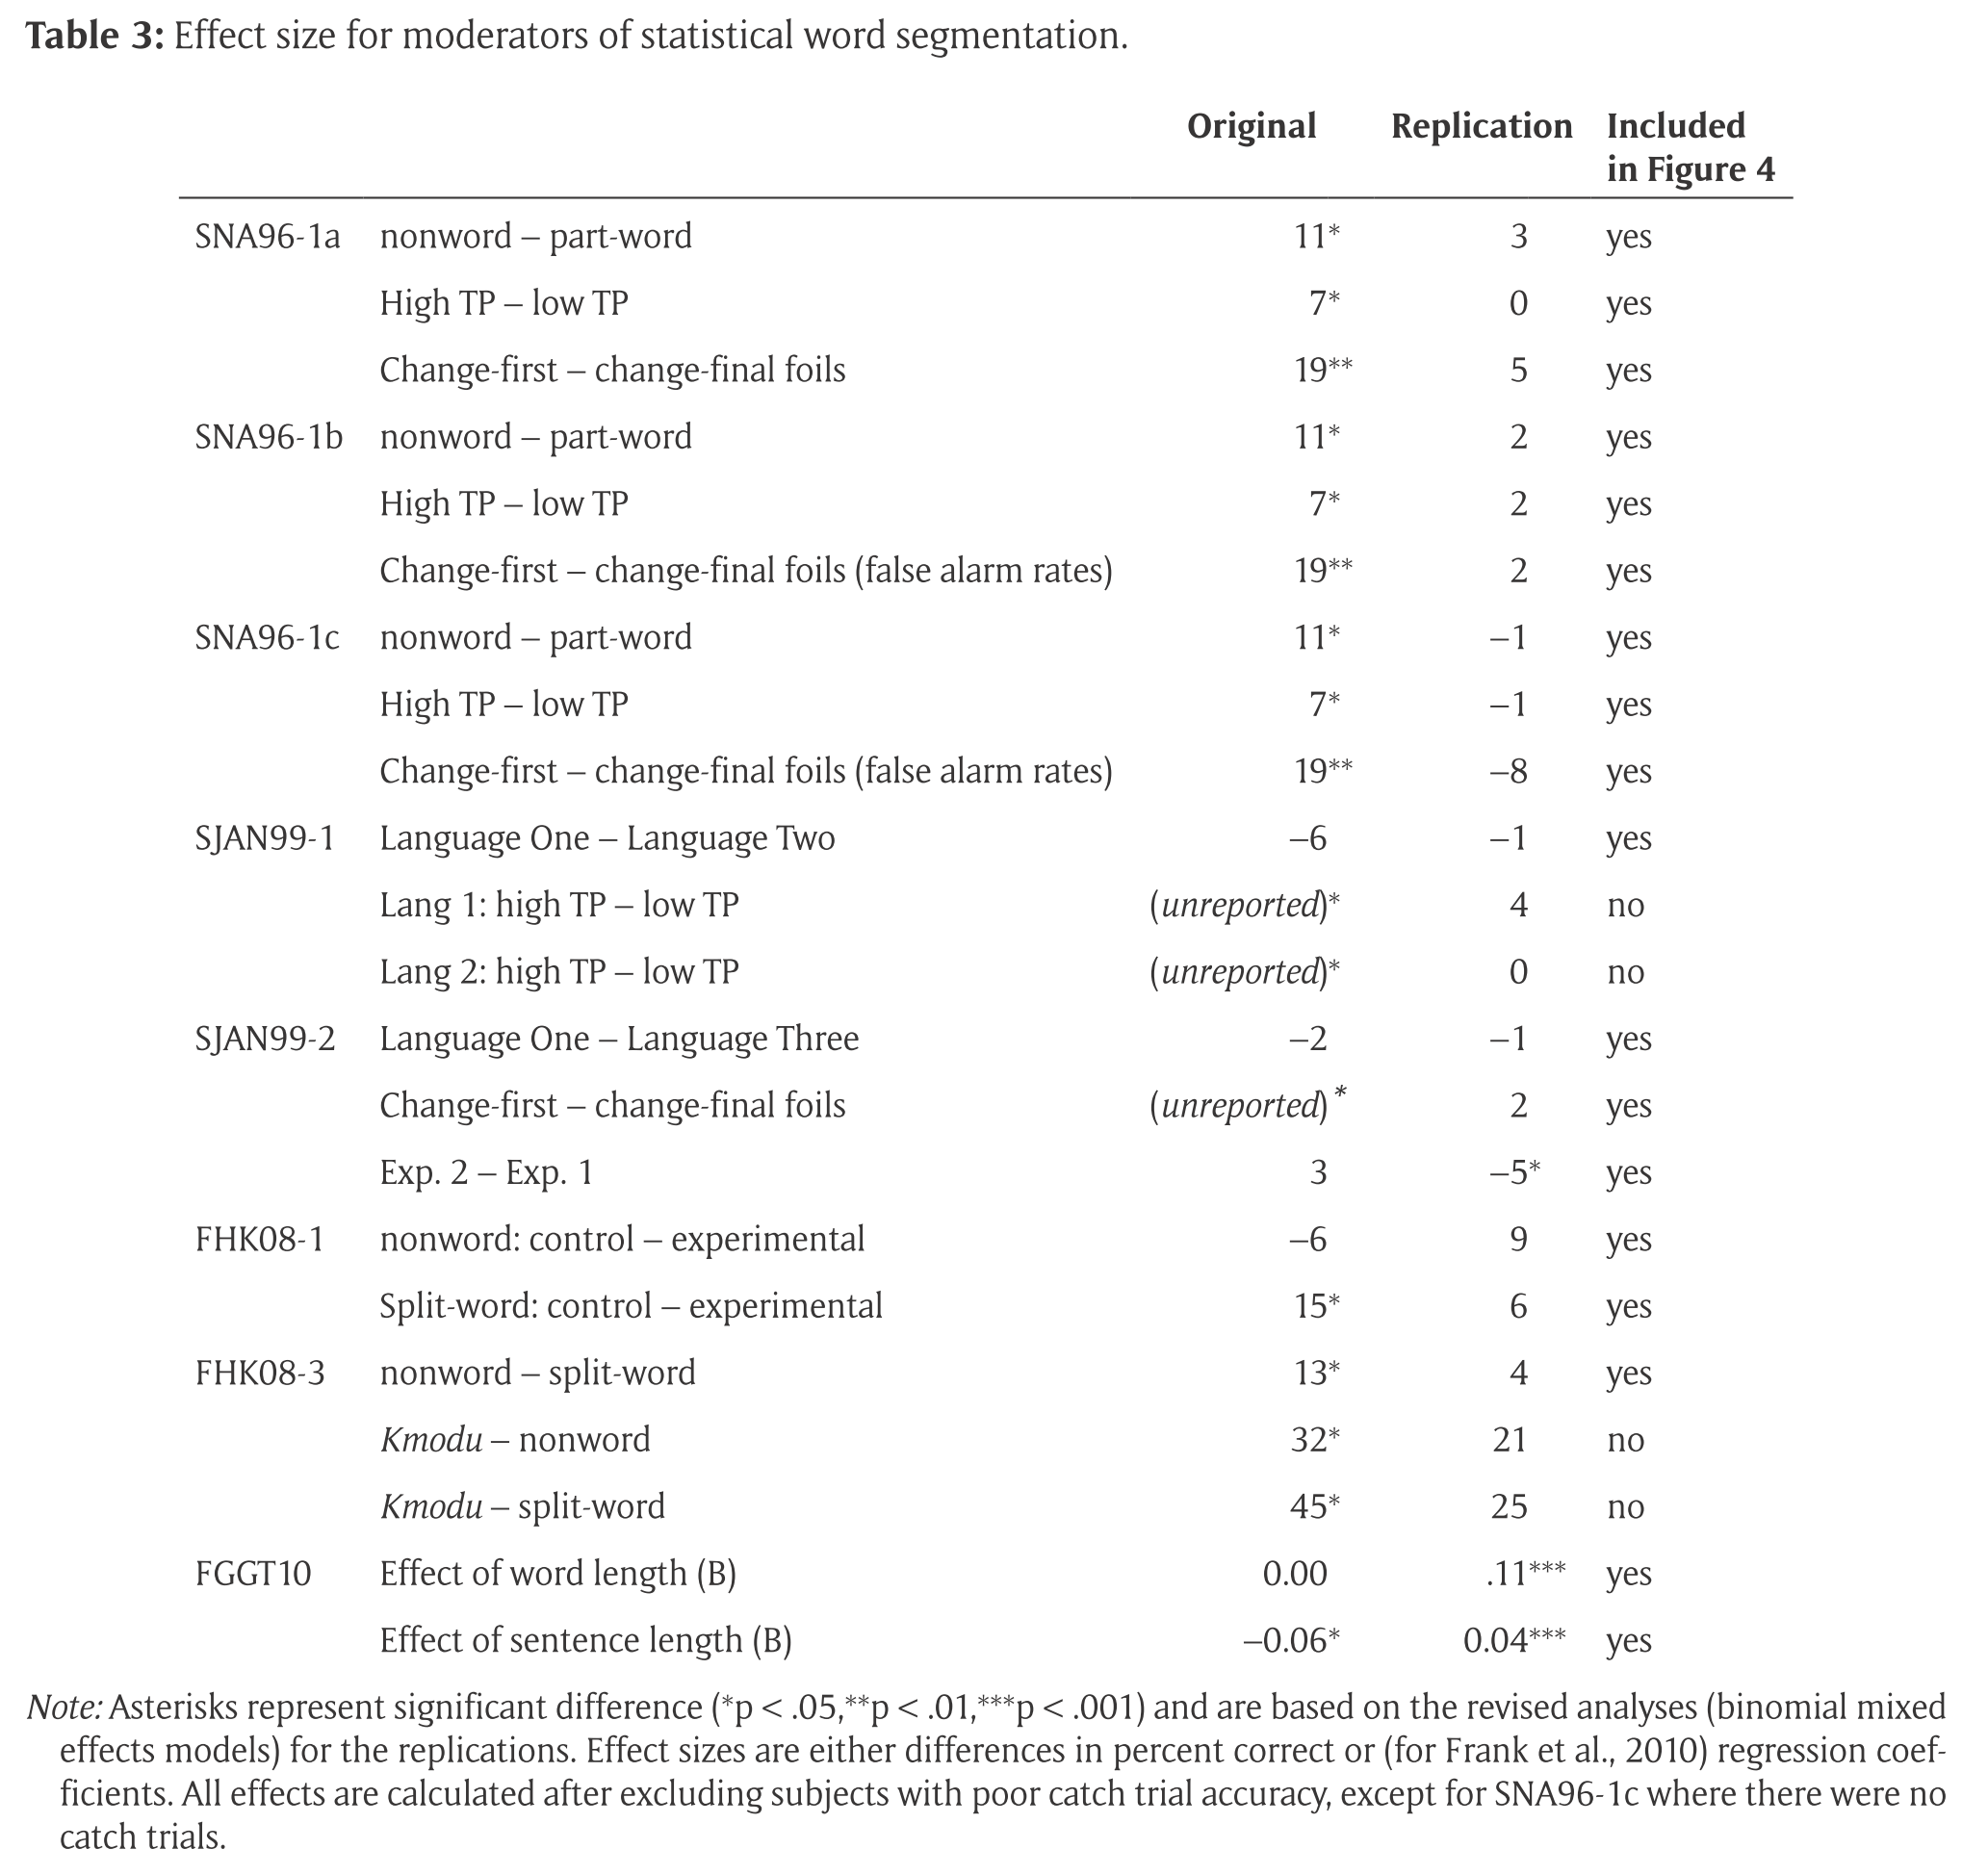 Table 3: Effect size for moderators of statistical word segmentation.
Original Replication Included
in Figure 4
SNA96-1a nonword – part-word 11* 3 yes
High TP – low TP 7* 0 yes
Change-first – change-final foils 19** 5 yes
SNA96-1b nonword – part-word 11* 2 yes
High TP – low TP 7* 2 yes
Change-first – change-final foils (false alarm rates) 19** 2 yes
SNA96-1c nonword – part-word 11* –1 yes
High TP – low TP 7* –1 yes
Change-first – change-final foils (false alarm rates) 19** –8 yes
SJAN99-1 Language One – Language Two –6 –1 yes
Lang 1: high TP – low TP (unreported)* 4 no
Lang 2: high TP – low TP (unreported)* 0 no
SJAN99-2 Language One – Language Three –2 –1 yes
Change-first – change-final foils (unreported)* 2 yes
Exp. 2 – Exp. 1 3 –5* yes
FHK08-1 nonword: control – experimental –6 9 yes
Split-word: control – experimental 15* 6 yes
FHK08-3 nonword – split-word 13* 4 yes
Kmodu – nonword 32* 21 no
Kmodu – split-word 45* 25 no
FGGT10 Effect of word length (B) 0.00 .11*** yes
Effect of sentence length (B) –0.06* 0.04*** yes
Note: Asterisks represent significant difference (*p < .05,**p < .01,***p < .001) and are based on the revised analyses (binomial mixed
effects models) for the replications. Effect sizes are either differences in percent correct or (for Frank et al., 2010) regression coef-
ficients. All effects are calculated after excluding subjects with poor catch trial accuracy, except for SNA96-1c where there were no
catch trials.